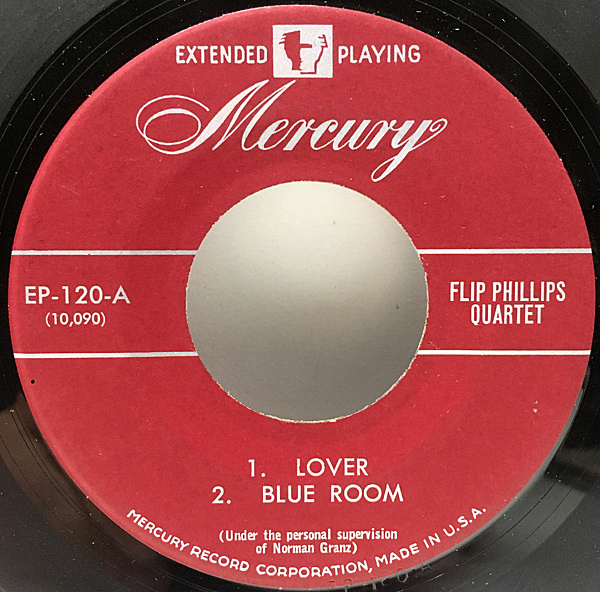 EXTENDED PLAYING
Mercury
EP-120-A
(10,090)
FLIP PHILLIPS
QUARTET
1. LOVER
2. BLUE ROOM
(Under the personal supervision
of Norman Granz)
MERCURY RECORD CORPORATION, MADE IN U.S.A.